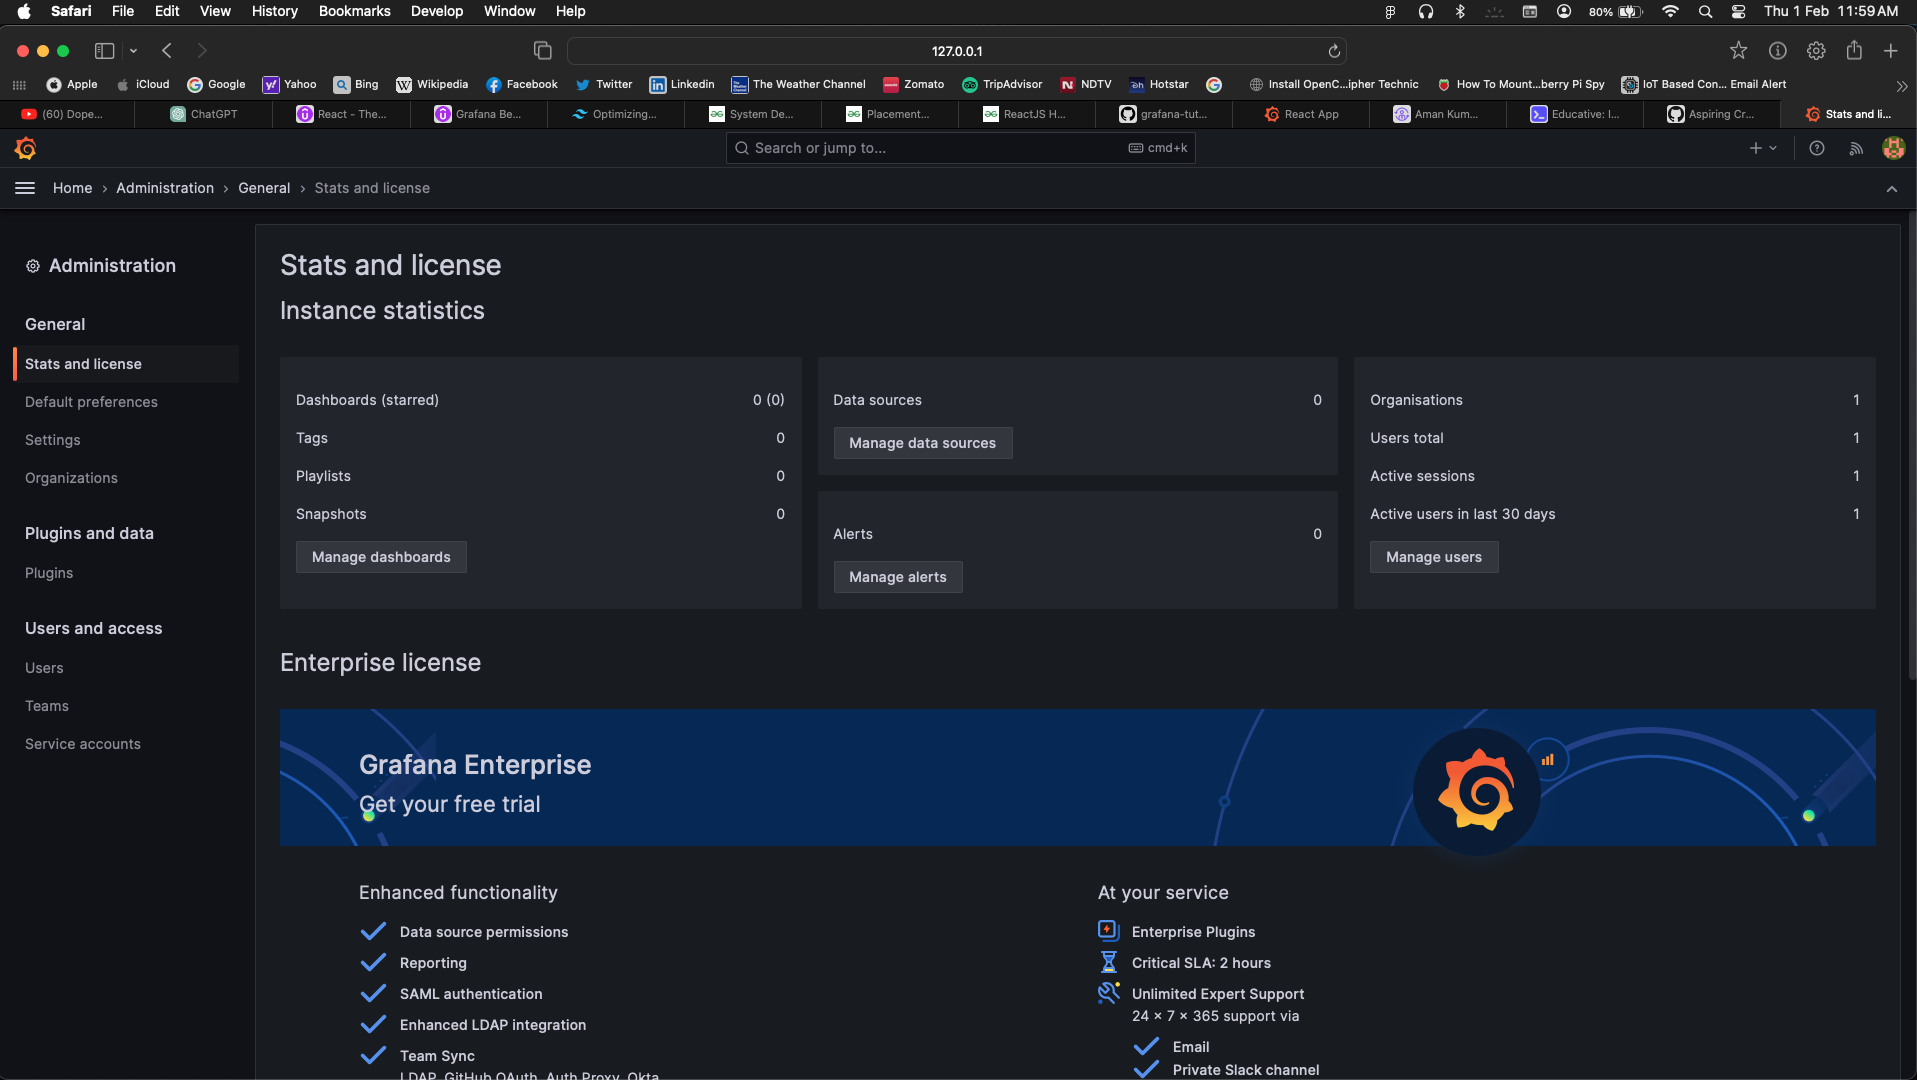 Safari File Edit View History Bookmarks Develop Window Help 80% Thu 1 Feb 11:59 AM
127.0.0.1
Apple iCloud Google Yahoo Bing Wikipedia Facebook Twitter Linkedin The Weather Channel Zomato TripAdvisor NDTV Hotstar Install OpenC...ipher Technic How To Mount...berry Pi Spy IoT Based Con... Email Alert
(60) Dope... ChatGPT React - The... Grafana Be... Optimizing... System De... Placement... ReactJS H... grafana-tut... React App Aman Kum... Educative: I... Aspiring Cr... Stats and li...
Search or jump to... cmd+k
Home › Administration › General › Stats and license
Administration
General
Stats and license
Default preferences
Settings
Organizations
Plugins and data
Plugins
Users and access
Users
Teams
Service accounts
Stats and license
Instance statistics
Dashboards (starred) 0 (0)
Tags 0
Playlists 0
Snapshots 0
Manage dashboards
Data sources 0
Manage data sources
Alerts 0
Manage alerts
Organisations 1
Users total 1
Active sessions 1
Active users in last 30 days 1
Manage users
Enterprise license
Grafana Enterprise
Get your free trial
Enhanced functionality
Data source permissions
Reporting
SAML authentication
Enhanced LDAP integration
Team Sync
LDAP, GitHub OAuth, Auth Proxy, Okta
At your service
Enterprise Plugins
Critical SLA: 2 hours
Unlimited Expert Support
24 × 7 × 365 support via
Email
Private Slack channel